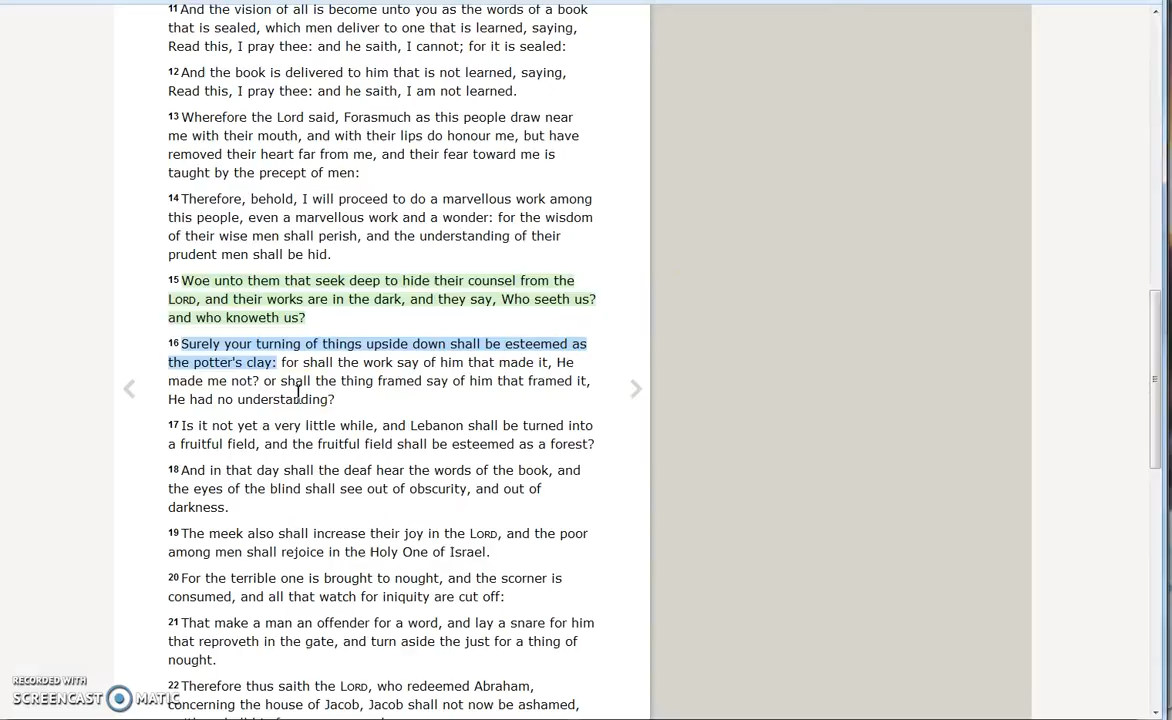 11 And the vision of all is become unto you as the words of a book
that is sealed, which men deliver to one that is learned, saying,
Read this, I pray thee: and he saith, I cannot; for it is sealed:
12 And the book is delivered to him that is not learned, saying,
Read this, I pray thee: and he saith, I am not learned.
13 Wherefore the Lord said, Forasmuch as this people draw near
me with their mouth, and with their lips do honour me, but have
removed their heart far from me, and their fear toward me is
taught by the precept of men:
14 Therefore, behold, I will proceed to do a marvellous work among
this people, even a marvellous work and a wonder: for the wisdom
of their wise men shall perish, and the understanding of their
prudent men shall be hid.
15 Woe unto them that seek deep to hide their counsel from the
LORD, and their works are in the dark, and they say, Who seeth us?
and who knoweth us?
16 Surely your turning of things upside down shall be esteemed as
the potter's clay: for shall the work say of him that made it, He
made me not? or shall the thing framed say of him that framed it,
He had no understanding?
17 Is it not yet a very little while, and Lebanon shall be turned into
a fruitful field, and the fruitful field shall be esteemed as a forest?
18 And in that day shall the deaf hear the words of the book, and
the eyes of the blind shall see out of obscurity, and out of
darkness.
19 The meek also shall increase their joy in the LORD, and the poor
among men shall rejoice in the Holy One of Israel.
20 For the terrible one is brought to nought, and the scorner is
consumed, and all that watch for iniquity are cut off:
21 That make a man an offender for a word, and lay a snare for him
that reproveth in the gate, and turn aside the just for a thing of
nought.
22 Therefore thus saith the LORD, who redeemed Abraham,
concerning the house of Jacob, Jacob shall not now be ashamed,
RECORDED WITH
SCREENCAST MATIC